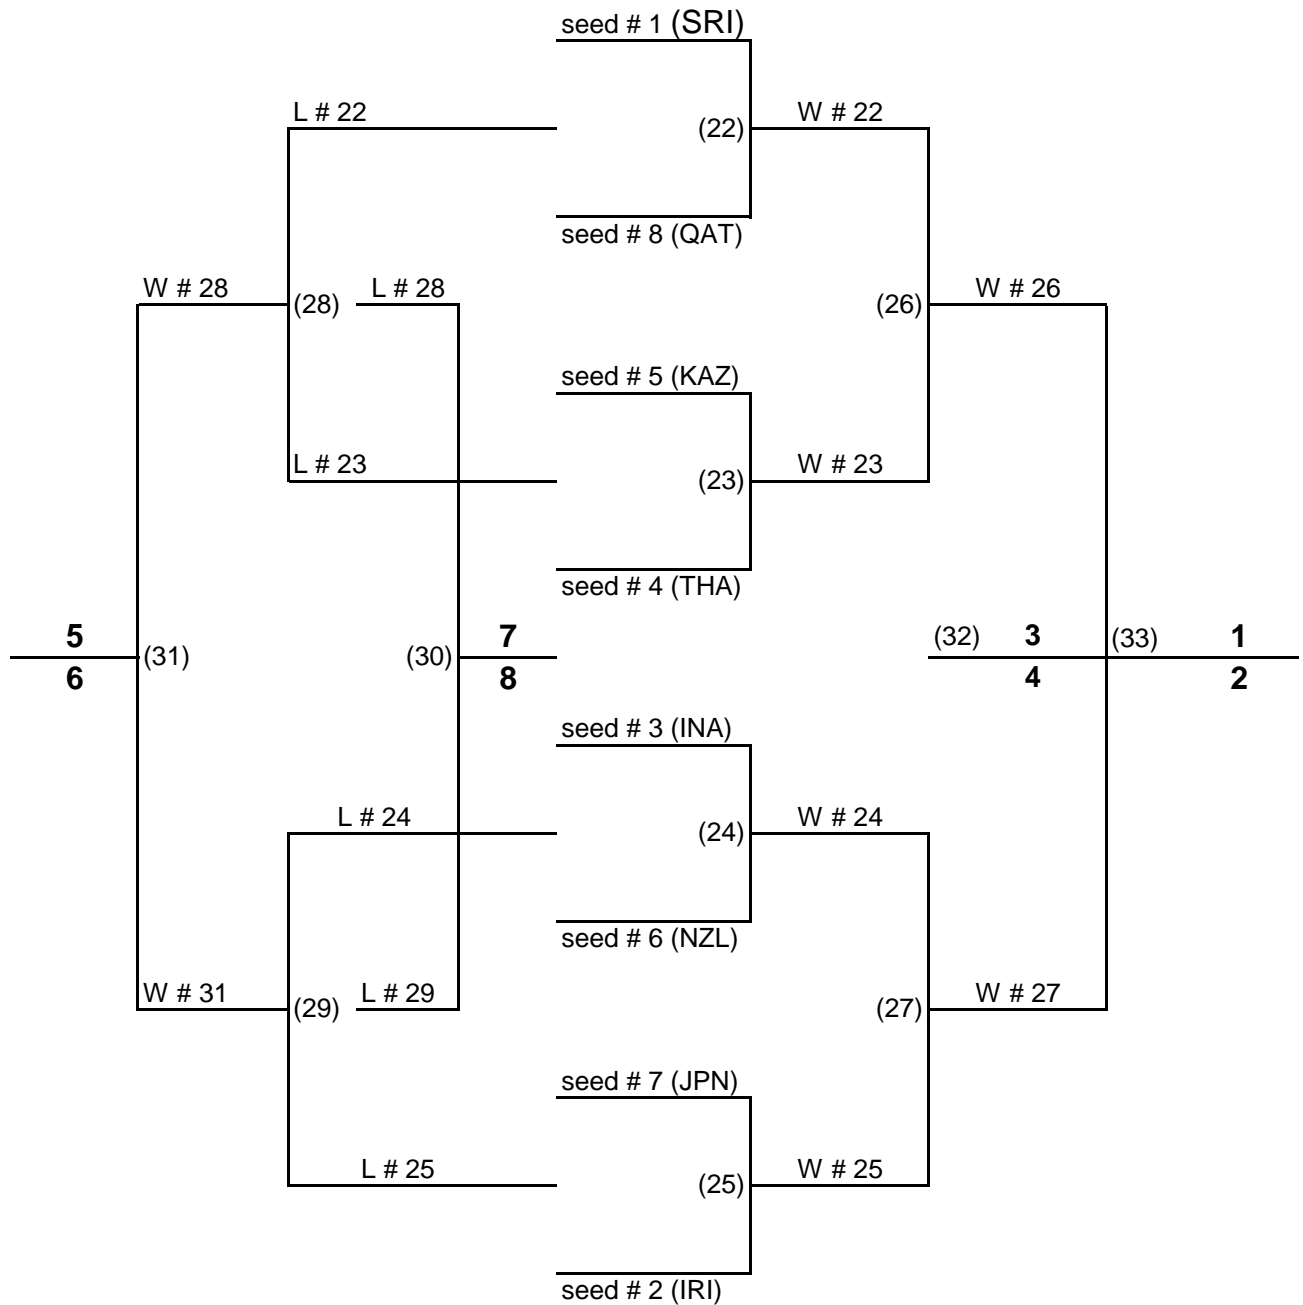 seed # 1 (SRI)
L # 22
(22)
W # 22
seed # 8 (QAT)
W # 28
(28)
L # 28
(26)
W # 26
seed # 5 (KAZ)
L # 23
(23)
W # 23
seed # 4 (THA)
5
(31)
6
(30)
7
8
(32)
3
4
(33)
1
2
seed # 3 (INA)
L # 24
(24)
W # 24
seed # 6 (NZL)
W # 31
(29)
L # 29
(27)
W # 27
seed # 7 (JPN)
L # 25
(25)
W # 25
seed # 2 (IRI)